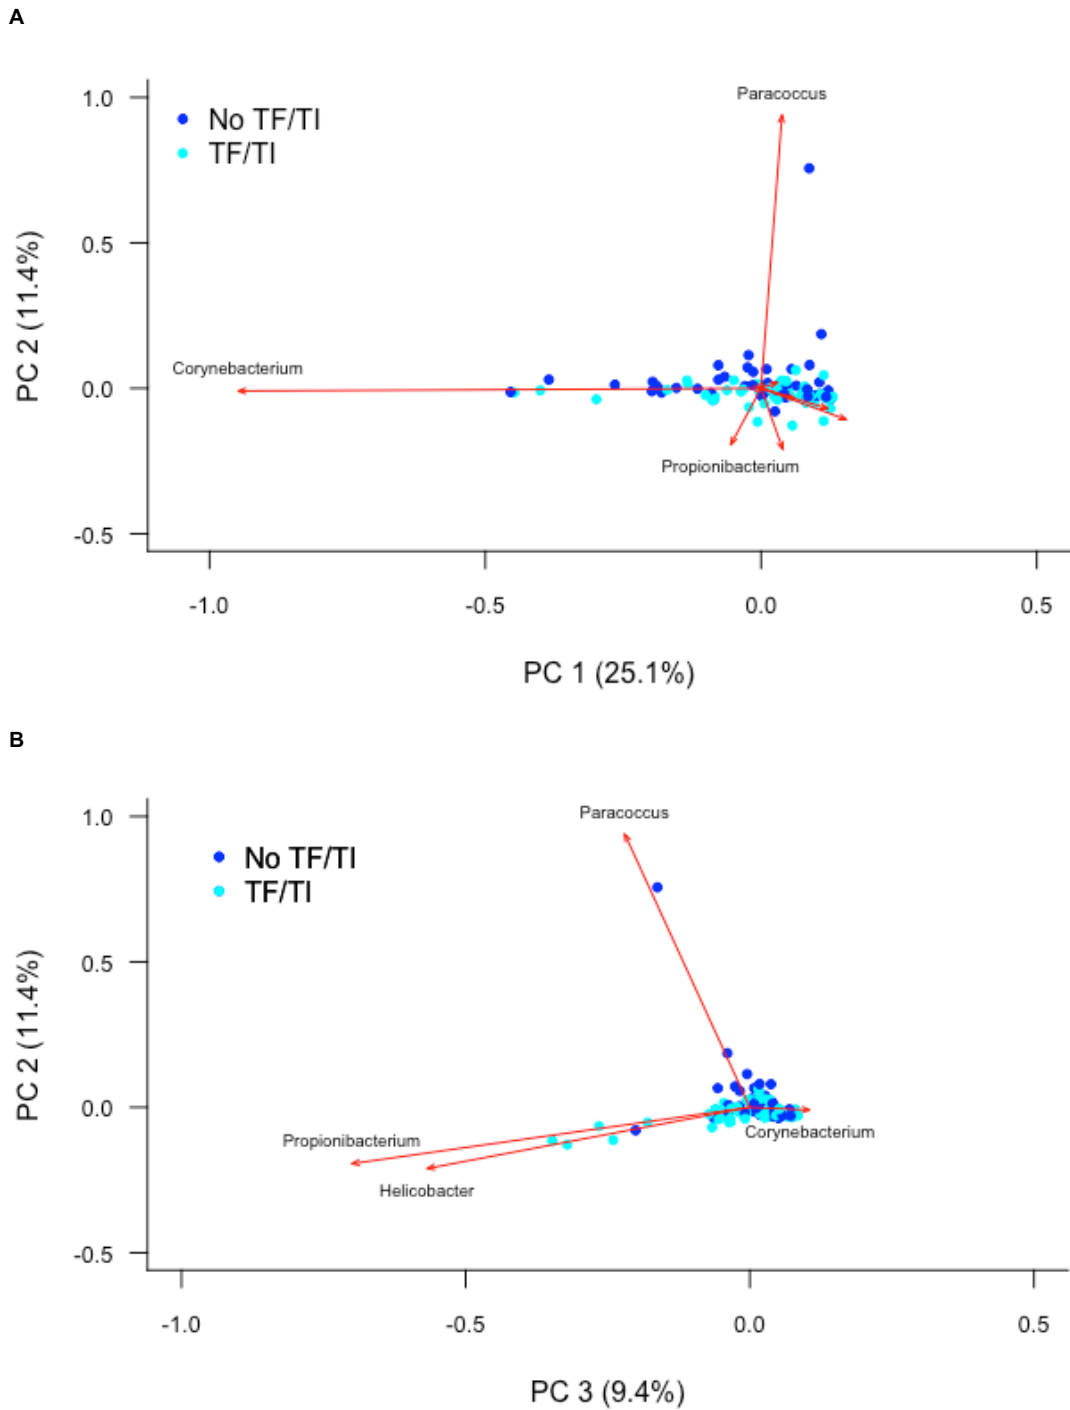 A
Paracoccus
1.0
No TF/TI
TF/TI
0.5
PC 2 (11.4%)
Corynebacterium
0.0
Propionibacterium
-0.5
-1.0 -0.5 0.0 0.5
PC 1 (25.1%)
B
Paracoccus
1.0
No TF/TI
TF/TI
0.5
PC 2 (11.4%)
0.0
Corynebacterium
Propionibacterium
Helicobacter
-0.5
-1.0 -0.5 0.0 0.5
PC 3 (9.4%)